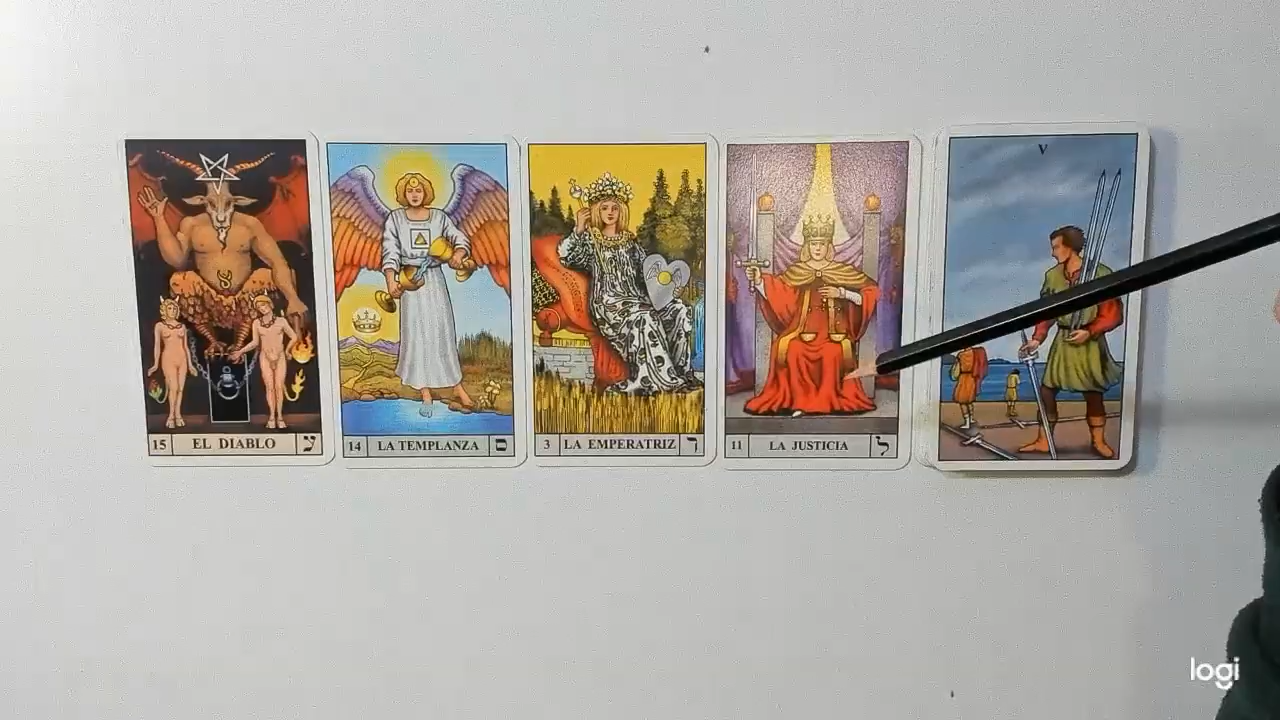 V
15 EL DIABLO ע
14 LA TEMPLANZA ס
3 LA EMPERATRIZ ד
11 LA JUSTICIA ל
logi